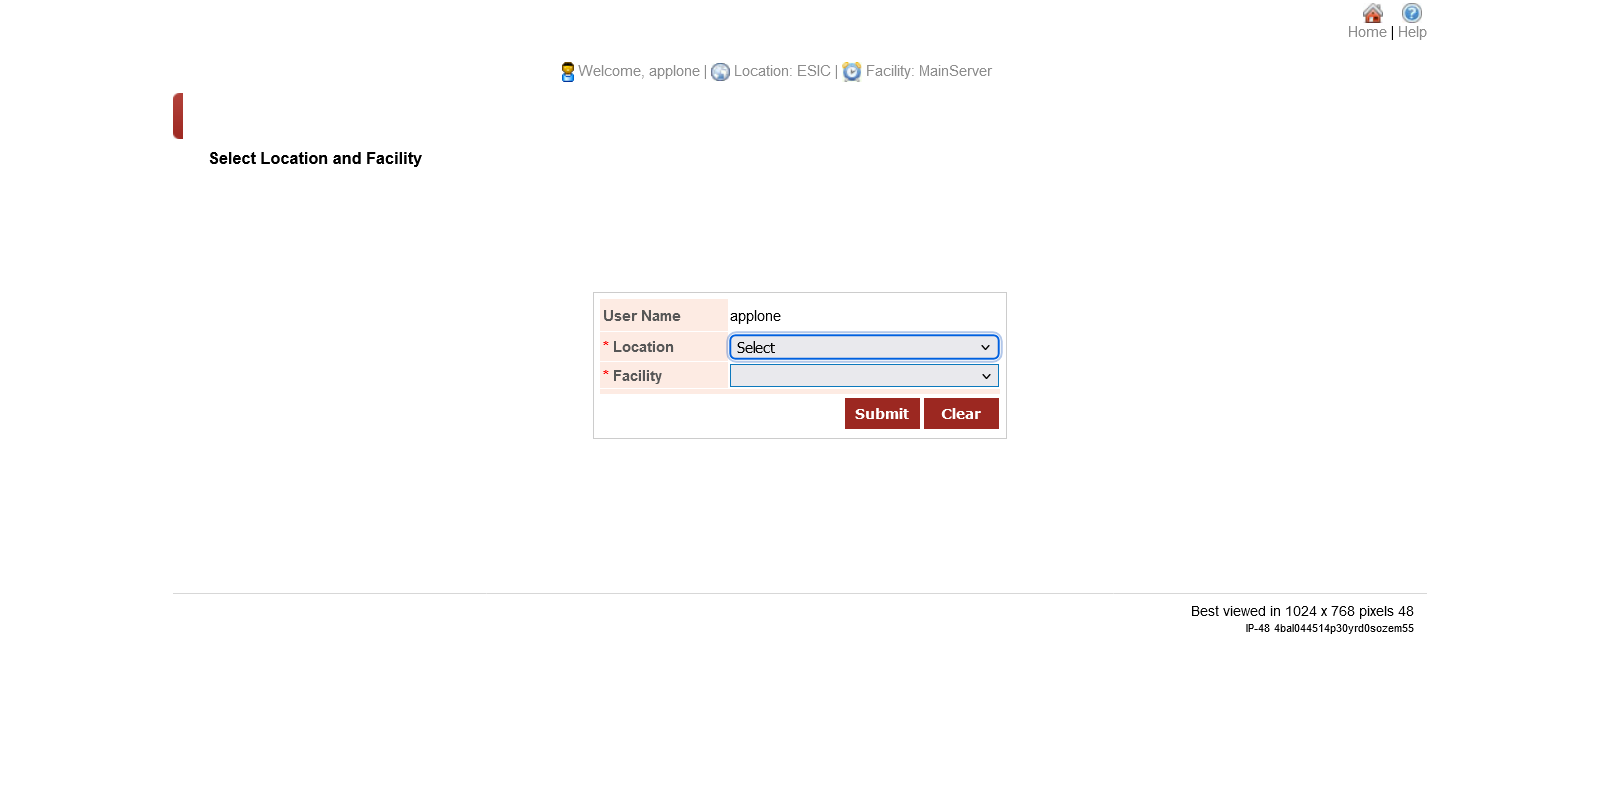 Home | Help
Welcome, applone | Location: ESIC | Facility: MainServer
Select Location and Facility
User Name applone
* Location Select
* Facility
Submit Clear
Best viewed in 1024 x 768 pixels 48
IP-48 4bal044514p30yrd0sozem55